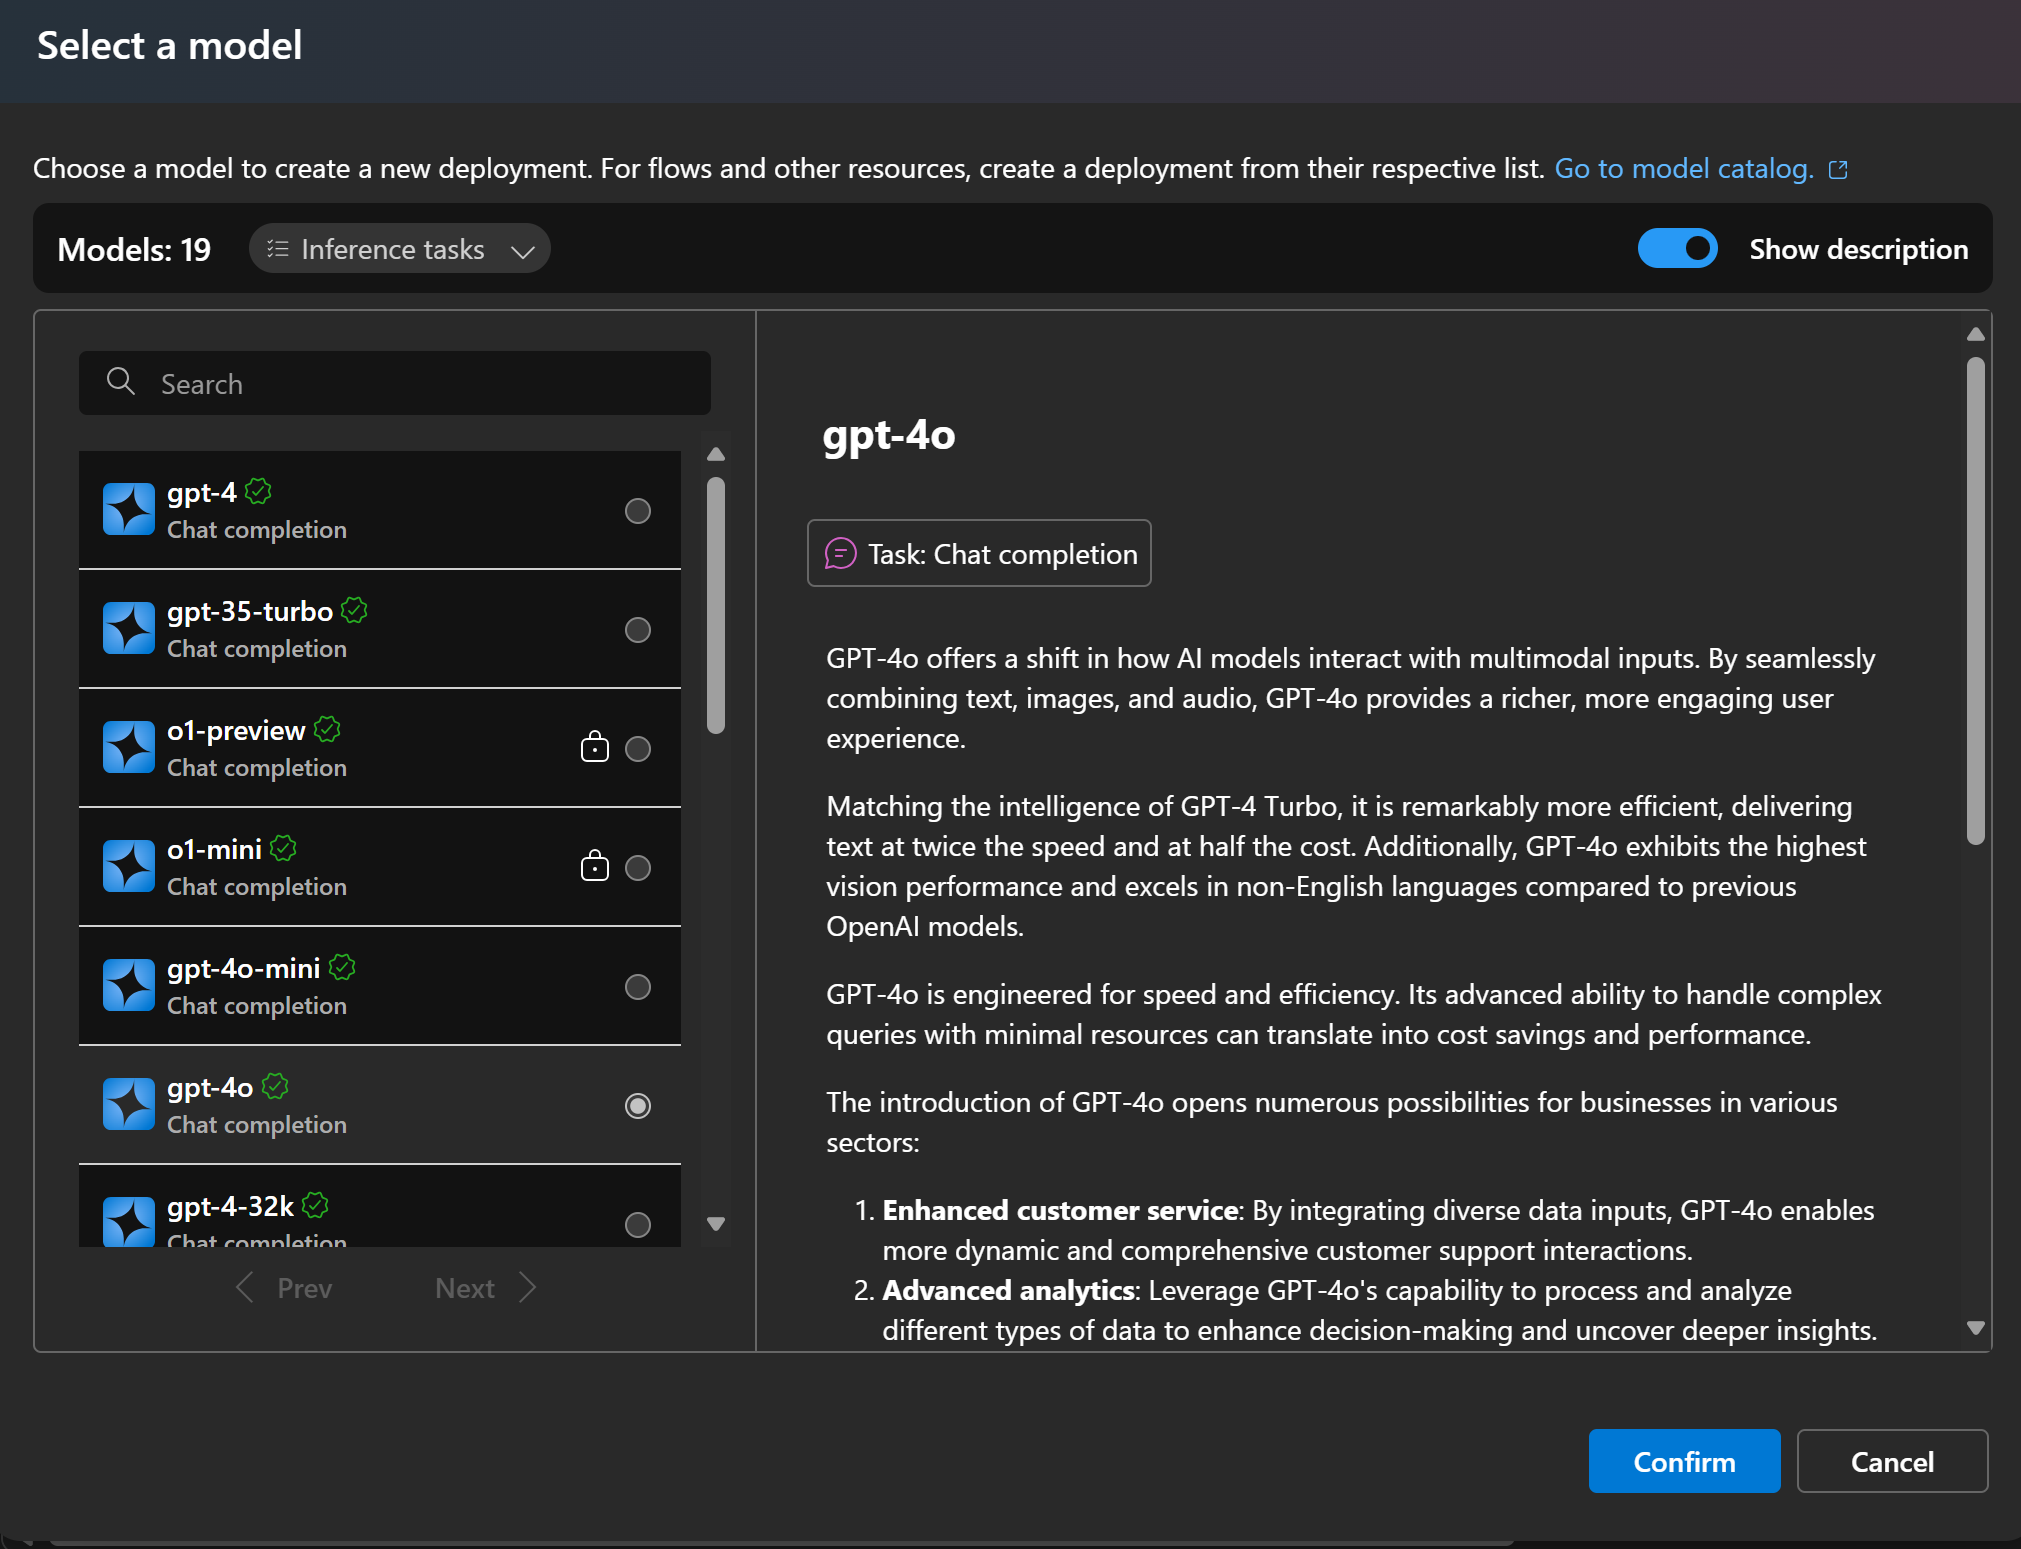 Select a model
Choose a model to create a new deployment. For flows and other resources, create a deployment from their respective list. Go to model catalog.
Models: 19
Inference tasks
Show description
Search
gpt-4
Chat completion
gpt-35-turbo
Chat completion
o1-preview
Chat completion
o1-mini
Chat completion
gpt-4o-mini
Chat completion
gpt-4o
Chat completion
gpt-4-32k
Chat completion
Prev
Next
gpt-4o
Task: Chat completion
GPT-4o offers a shift in how AI models interact with multimodal inputs. By seamlessly
combining text, images, and audio, GPT-4o provides a richer, more engaging user
experience.
Matching the intelligence of GPT-4 Turbo, it is remarkably more efficient, delivering
text at twice the speed and at half the cost. Additionally, GPT-4o exhibits the highest
vision performance and excels in non-English languages compared to previous
OpenAI models.
GPT-4o is engineered for speed and efficiency. Its advanced ability to handle complex
queries with minimal resources can translate into cost savings and performance.
The introduction of GPT-4o opens numerous possibilities for businesses in various
sectors:
1. Enhanced customer service: By integrating diverse data inputs, GPT-4o enables
more dynamic and comprehensive customer support interactions.
2. Advanced analytics: Leverage GPT-4o's capability to process and analyze
different types of data to enhance decision-making and uncover deeper insights.
Confirm
Cancel